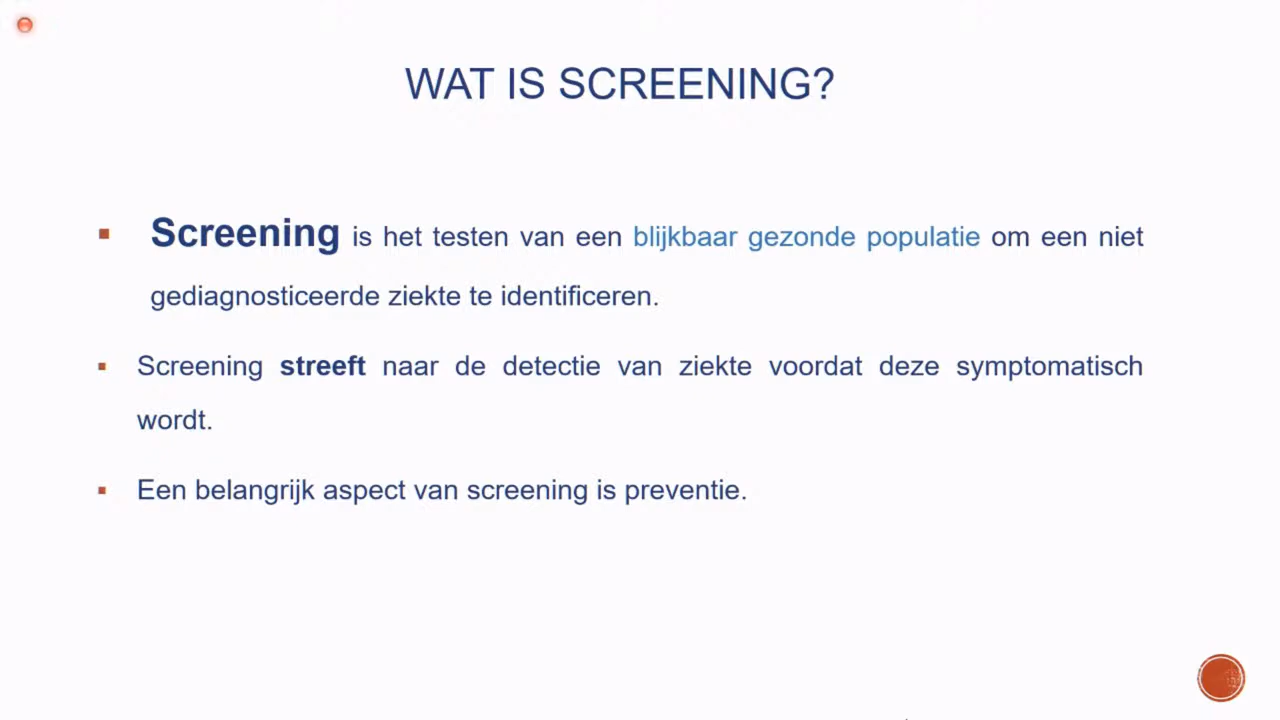 WAT IS SCREENING?
Screening is het testen van een blijkbaar gezonde populatie om een niet
gediagnosticeerde ziekte te identificeren.
Screening streeft naar de detectie van ziekte voordat deze symptomatisch
wordt.
Een belangrijk aspect van screening is preventie.